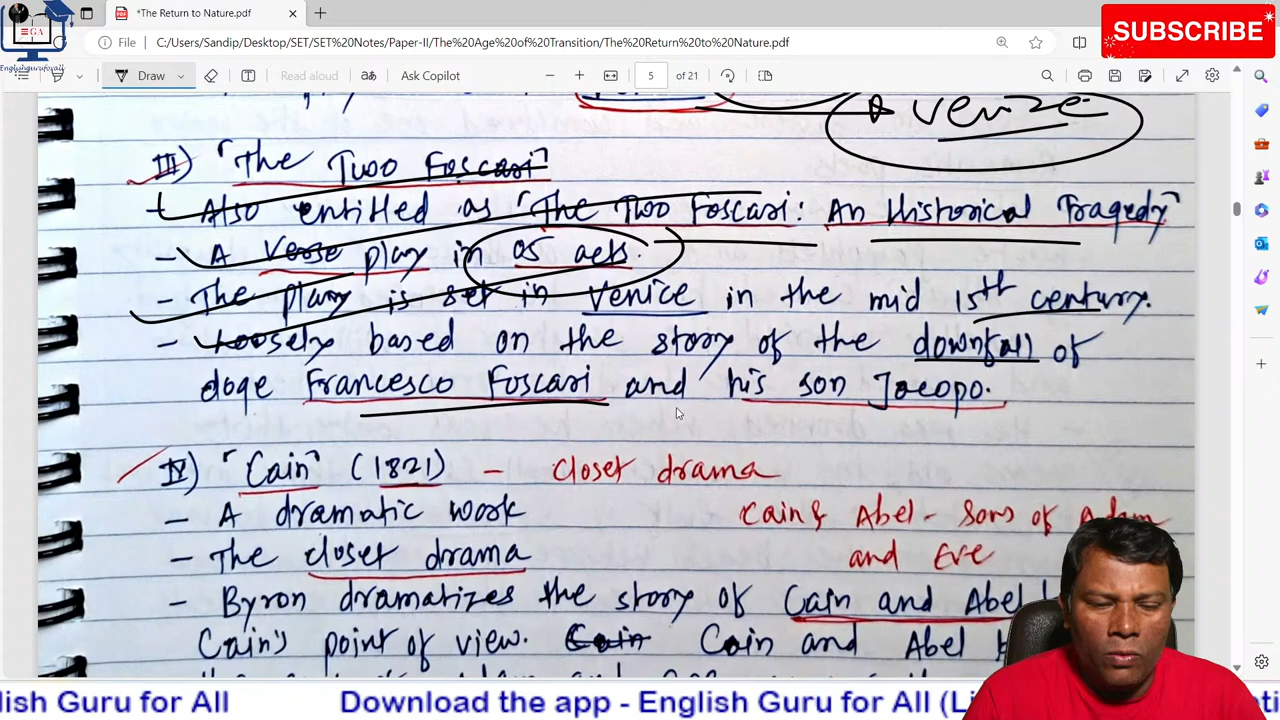 *The Return to Nature.pdf
SUBSCRIBE
EGA
Englishguruforall
File
C:/Users/Sandip/Desktop/SET/SET%20Notes/Paper-II/The%20Age%20of%20Transition/The%20Return%20to%20Nature.pdf
Draw
Read aloud
Ask Copilot
5
of 21
* venize
III) "The Two Foscari"
Also entitled as "The Two Foscari: An Historical Tragedy"
- A Verse play in 05 acts.
- The play is set in Venice in the mid 15th century.
- Loosely based on the story of the downfall of
doge Francesco Foscari and his son Jacopo.
IV) "Cain" (1821) - closet drama
- A dramatic work
Cain & Abel - Sons of Adam
and Eve
- The closet drama
- Byron dramatizes the story of Cain and Abel
Cain's point of view. Cain Cain and Abel
glish Guru for All
Download the app - English Guru for All (Li